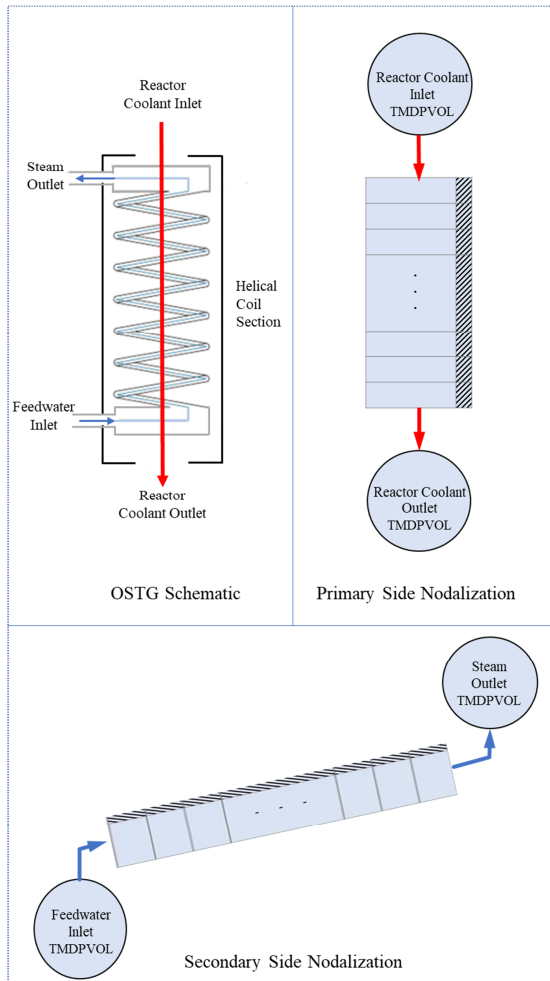 Reactor
Coolant Inlet
Steam
Outlet
Helical
Coil
Section
Feedwater
Inlet
Reactor
Coolant Outlet
OSTG Schematic
Reactor Coolant
Inlet
TMDPVOL
Reactor Coolant
Outlet
TMDPVOL
Primary Side Nodalization
Steam
Outlet
TMDPVOL
Feedwater
Inlet
TMDPVOL
Secondary Side Nodalization